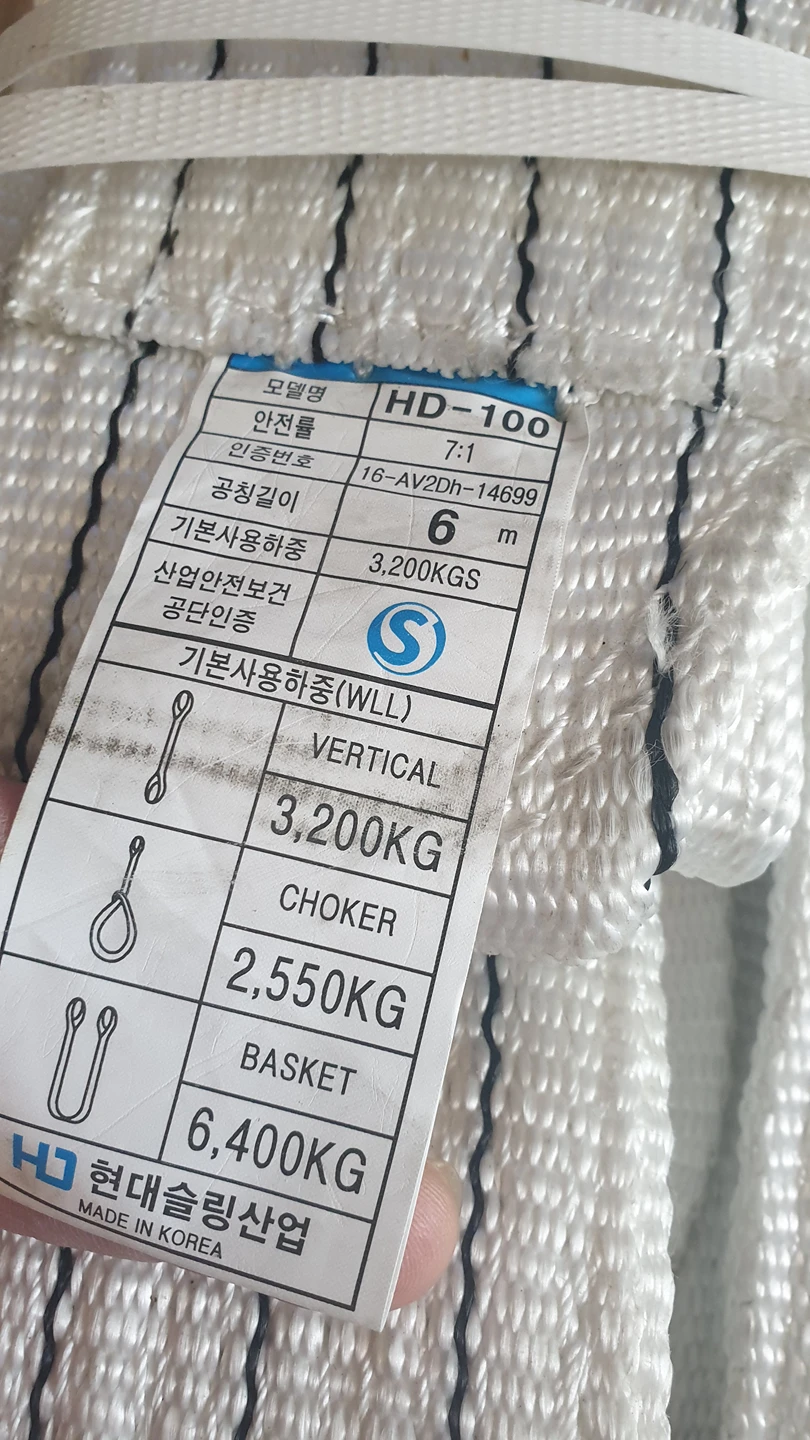 모델명 HD-100
안전률 7:1
인증번호 16-AV2Dh-14699
공칭길이 6 m
기본사용하중 3,200KGS
산업안전보건
공단인증
S
기본사용하중(WLL)
VERTICAL
3,200KG
CHOKER
2,550KG
BASKET
6,400KG
HD 현대슬링산업
MADE IN KOREA